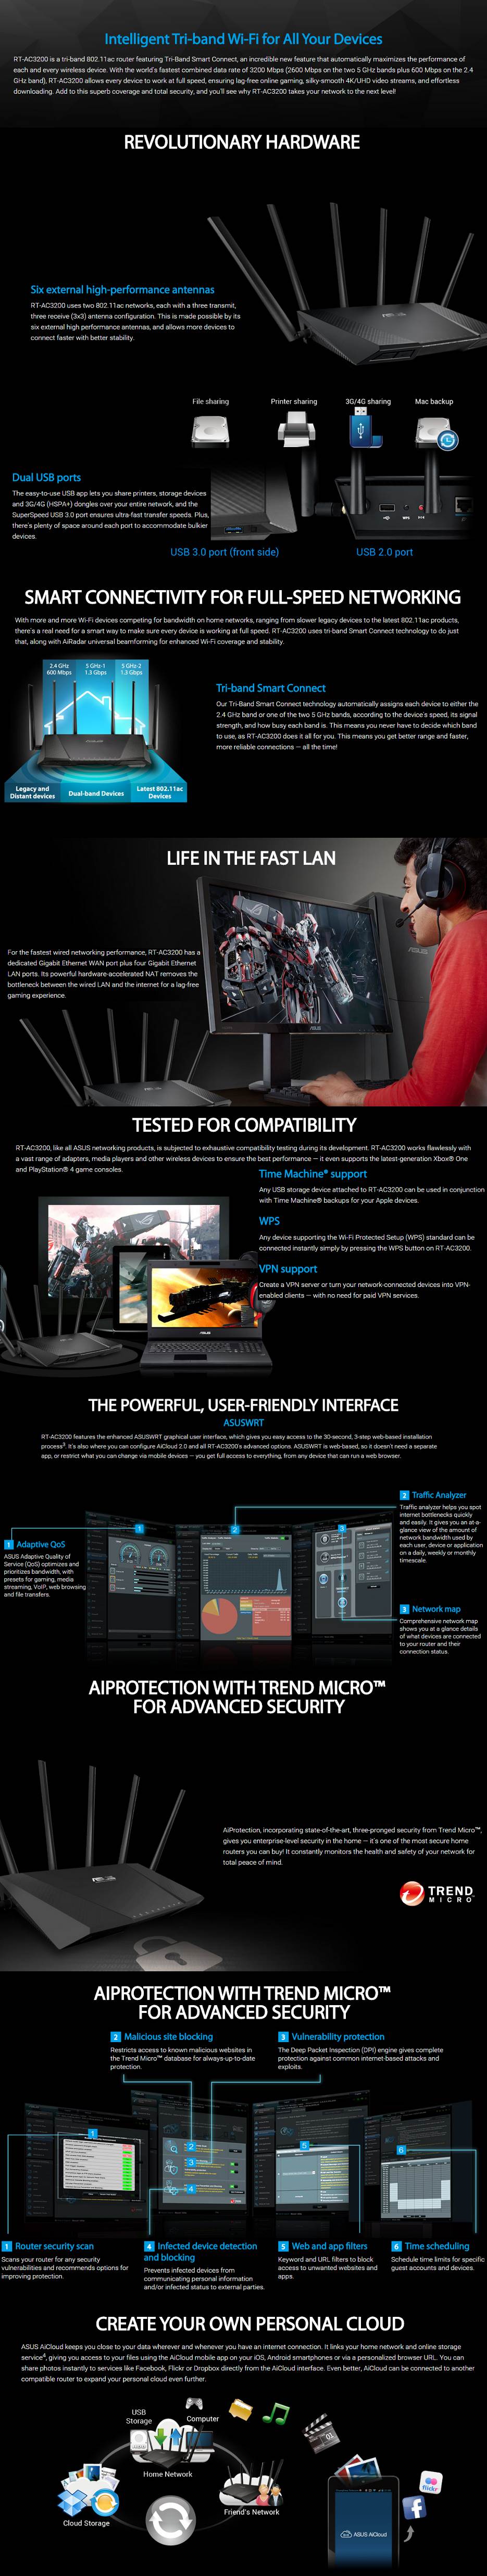 Intelligent Tri-band Wi-Fi for All Your Devices
RT-AC3200 is a tri-band 802.11ac router featuring Tri-Band Smart Connect, an incredible new feature that automatically maximizes the performance of
each and every wireless device. With the world's fastest combined data rate of 3200 Mbps (2600 Mbps on the two 5 GHz bands plus 600 Mbps on the 2.4
GHz band), RT-AC3200 allows every device to work at full speed, ensuring lag-free online gaming, silky-smooth 4K/UHD video streams, and effortless
downloading. Add to this superb coverage and total security, and you'll see why RT-AC3200 takes your network to the next level!
REVOLUTIONARY HARDWARE
Six external high-performance antennas
RT-AC3200 uses two 802.11ac networks, each with a three transmit,
three receive (3x3) antenna configuration. This is made possible by its
six external high performance antennas, and allows more devices to
connect faster with better stability.
File sharing
Printer sharing
3G/4G sharing
Mac backup
Dual USB ports
The easy-to-use USB app lets you share printers, storage devices
and 3G/4G (HSPA+) dongles over your entire network, and the
SuperSpeed USB 3.0 port ensures ultra-fast transfer speeds. Plus,
there's plenty of space around each port to accommodate bulkier
devices.
USB 3.0 port (front side)
USB 2.0 port
SMART CONNECTIVITY FOR FULL-SPEED NETWORKING
With more and more Wi-Fi devices competing for bandwidth on home networks, ranging from slower legacy devices to the latest 802.11ac products,
there's a real need for a smart way to make sure every device is working at full speed. RT-AC3200 uses tri-band Smart Connect technology to do just
that, along with AiRadar universal beamforming for enhanced Wi-Fi coverage and stability.
2.4 GHz
600 Mbps
5 GHz-1
1.3 Gbps
5 GHz-2
1.3 Gbps
Legacy and
Distant devices
Dual-band Devices
Latest 802.11ac
Devices
Tri-band Smart Connect
Our Tri-Band Smart Connect technology automatically assigns each device to either the
2.4 GHz band or one of the two 5 GHz bands, according to the device's speed, its signal
strength, and how busy each band is. This means you never have to decide which band
to use, as RT-AC3200 does it all for you. This means you get better range and faster,
more reliable connections — all the time!
LIFE IN THE FAST LAN
For the fastest wired networking performance, RT-AC3200 has a
dedicated Gigabit Ethernet WAN port plus four Gigabit Ethernet
LAN ports. Its powerful hardware-accelerated NAT removes the
bottleneck between the wired LAN and the internet for a lag-free
gaming experience.
TESTED FOR COMPATIBILITY
RT-AC3200, like all ASUS networking products, is subjected to exhaustive compatibility testing during its development. RT-AC3200 works flawlessly with
a vast range of adapters, media players and other wireless devices to ensure the best performance — it even supports the latest-generation Xbox® One
and PlayStation® 4 game consoles.
Time Machine® support
Any USB storage device attached to RT-AC3200 can be used in conjunction
with Time Machine® backups for your Apple devices.
WPS
Any device supporting the Wi-Fi Protected Setup (WPS) standard can be
connected instantly simply by pressing the WPS button on RT-AC3200.
VPN support
Create a VPN server or turn your network-connected devices into VPN-
enabled clients — with no need for paid VPN services.
THE POWERFUL, USER-FRIENDLY INTERFACE
ASUSWRT
RT-AC3200 features the enhanced ASUSWRT graphical user interface, which gives you easy access to the 30-second, 3-step web-based installation
process3. It's also where you can configure AiCloud 2.0 and all RT-AC3200's advanced options. ASUSWRT is web-based, so it doesn't need a separate
app, or restrict what you can change via mobile devices — you get full access to everything, from any device that can run a web browser.
2 Traffic Analyzer
Traffic analyzer helps you spot
internet bottlenecks quickly
and easily. It gives you an at-a-
glance view of the amount of
network bandwidth used by
each user, device or application
on a daily, weekly or monthly
timescale.
1 Adaptive QoS
ASUS Adaptive Quality of
Service (QoS) optimizes and
prioritizes bandwidth, with
presets for gaming, media
streaming, VoIP, web browsing
and file transfers.
1
2
3
3 Network map
Comprehensive network map
shows you at a glance details
of what devices are connected
to your router and their
connection status.
AIPROTECTION WITH TREND MICRO™
FOR ADVANCED SECURITY
AiProtection, incorporating state-of-the-art, three-pronged security from Trend Micro™,
gives you enterprise-level security in the home — it's one of the most secure home
routers you can buy! It constantly monitors the health and safety of your network for
total peace of mind.
TREND
MICRO
AIPROTECTION WITH TREND MICRO™
FOR ADVANCED SECURITY
2 Malicious site blocking
Restricts access to known malicious websites in
the Trend Micro™ database for always-up-to-date
protection.
3 Vulnerability protection
The Deep Packet Inspection (DPI) engine gives complete
protection against common internet-based attacks and
exploits.
1
2
3
4
5
6
1 Router security scan
Scans your router for any security
vulnerabilities and recommends options for
improving protection.
4 Infected device detection
and blocking
Prevents infected devices from
communicating personal information
and/or infected status to external parties.
5 Web and app filters
Keyword and URL filters to block
access to unwanted websites and
apps.
6 Time scheduling
Schedule time limits for specific
guest accounts and devices.
CREATE YOUR OWN PERSONAL CLOUD
ASUS AiCloud keeps you close to your data wherever and whenever you have an internet connection. It links your home network and online storage
service4, giving you access to your files using the AiCloud mobile app on your iOS, Android smartphones or via a personalized browser URL. You can
share photos instantly to services like Facebook, Flickr or Dropbox directly from the AiCloud interface. Even better, AiCloud can be connected to another
compatible router to expand your personal cloud even further.
USB
Storage
Computer
Home Network
Friend's Network
Cloud Storage
flickr
ASUS AiCloud